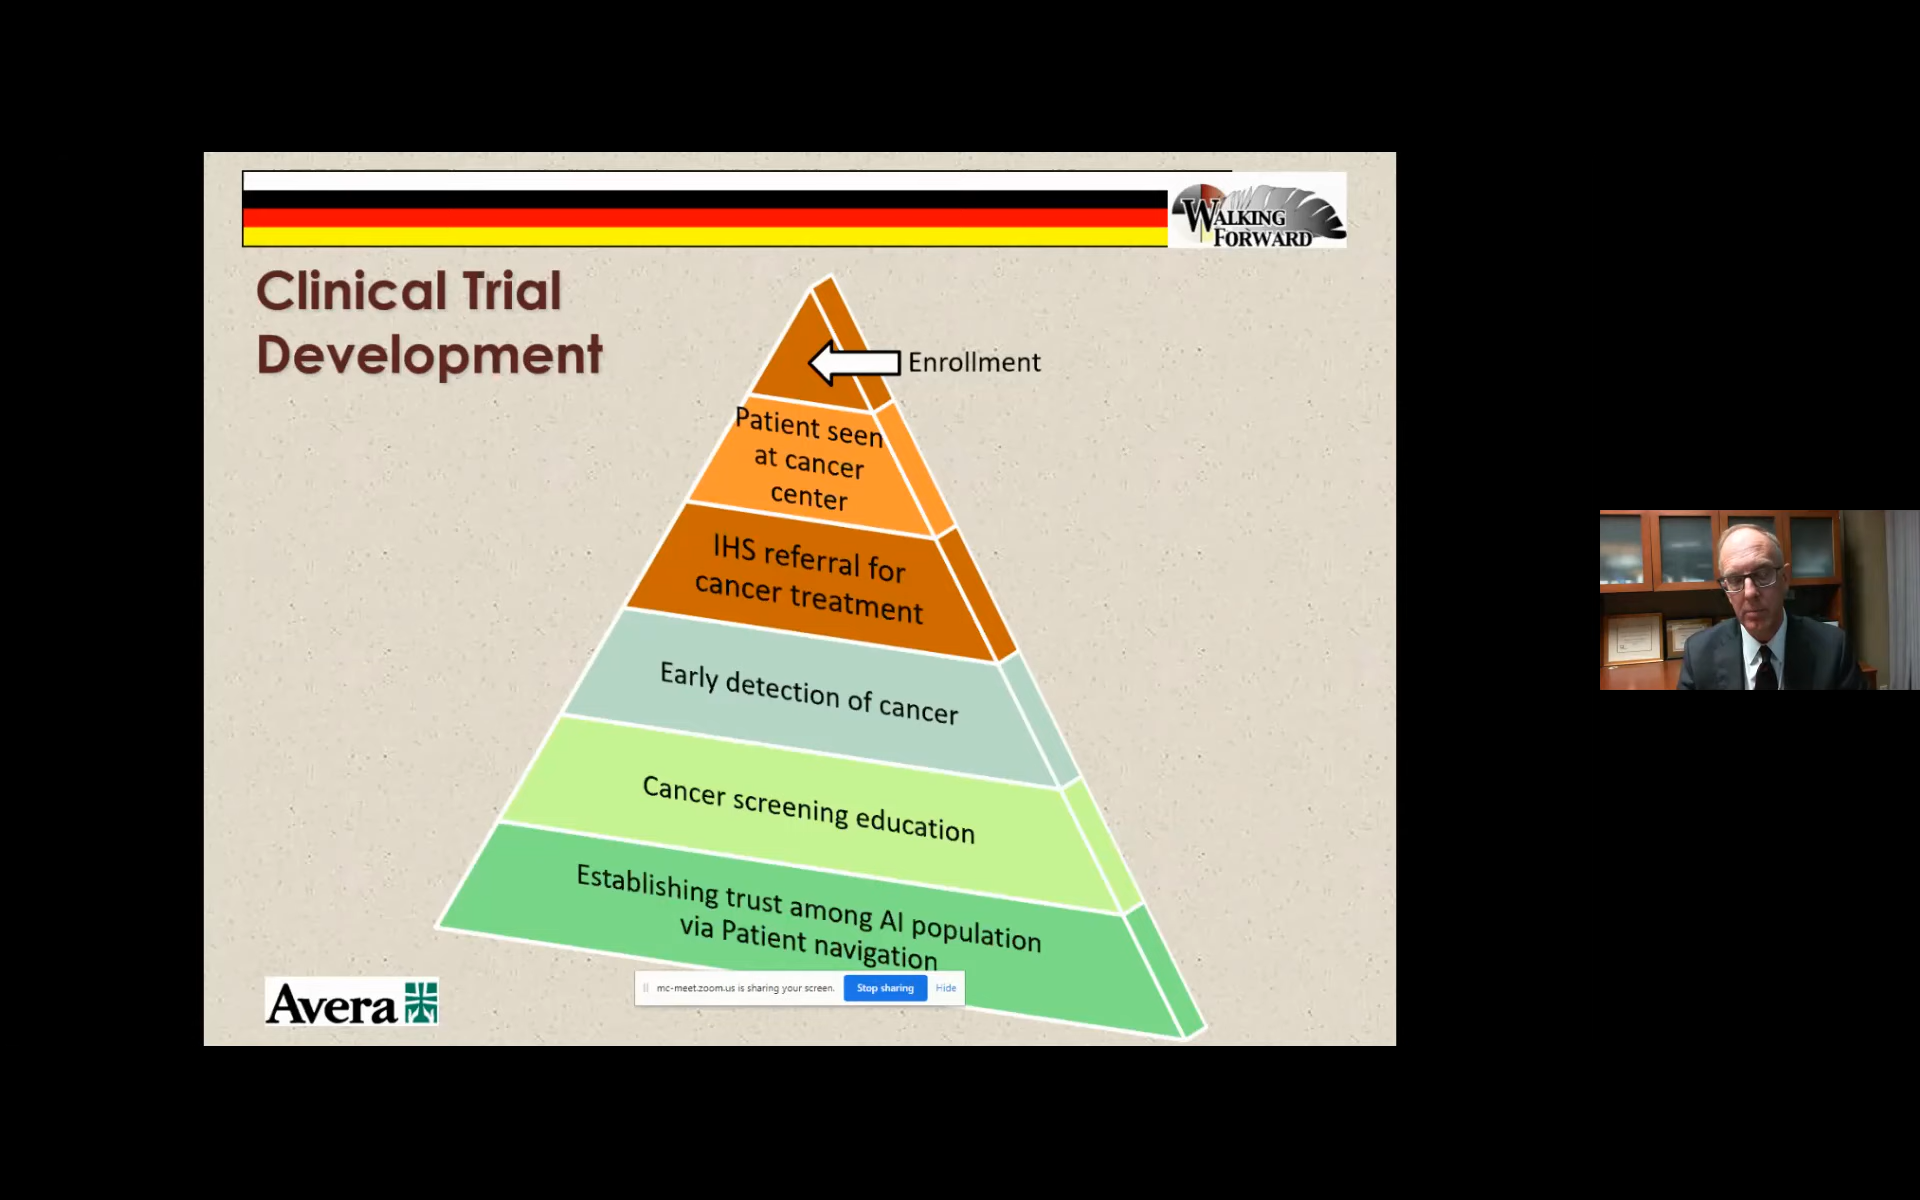 WALKING
FORWARD
Clinical Trial
Development
Enrollment
Patient seen
at cancer
center
IHS referral for
cancer treatment
Early detection of cancer
Cancer screening education
Establishing trust among AI population
via Patient navigation
mc-meet.zoom.us is sharing your screen. Stop sharing Hide
Avera